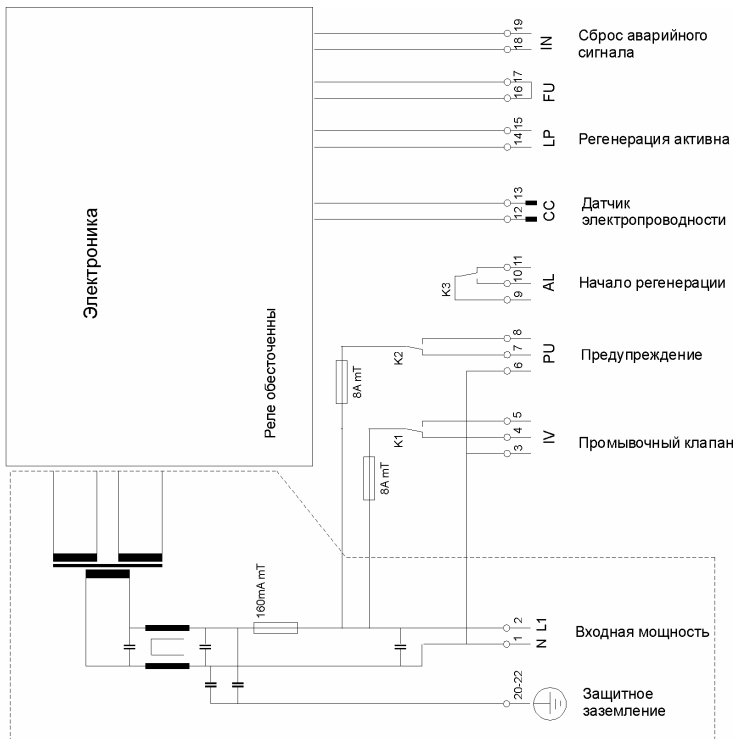 19
18
IN
Сброс аварийного
сигнала
17
16
FU
15
14
LP
Регенерация активна
13
12
CC
Датчик
электропроводности
11
10
9
K3
AL
Начало регенерации
8
7
6
K2
PU
Предупреждение
8A mT
5
4
3
K1
IV
Промывочный клапан
8A mT
Электроника
Реле обесточенны
160mA mT
2
L1
1
N
Входная мощность
20-22
Защитное
заземление